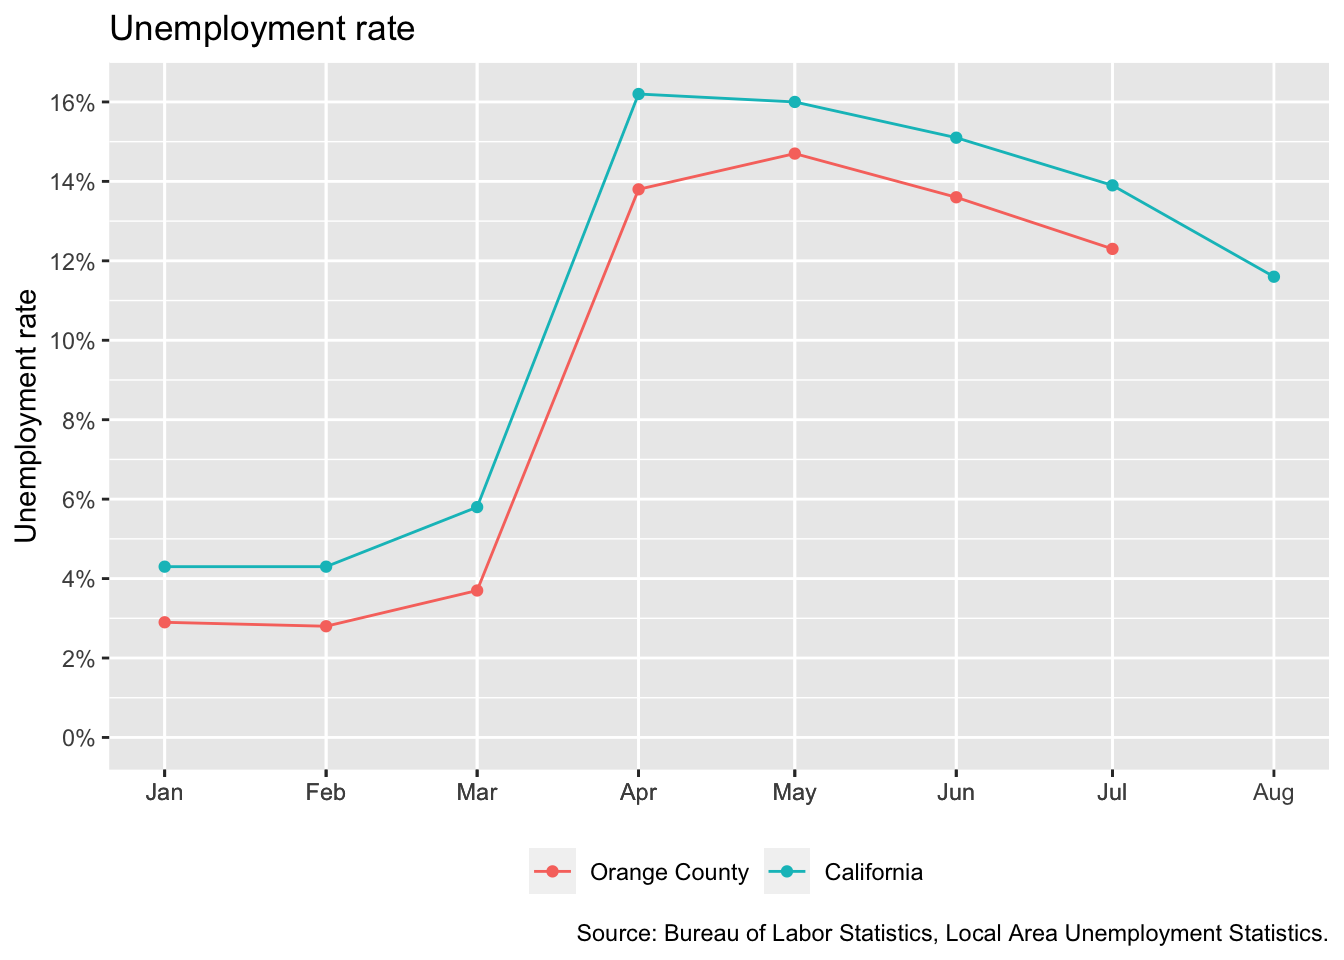 Unemployment rate
Unemployment rate
16%
14%
12%
10%
8%
6%
4%
2%
0%
Jan Feb Mar Apr May Jun Jul Aug
Orange County California
Source: Bureau of Labor Statistics, Local Area Unemployment Statistics.